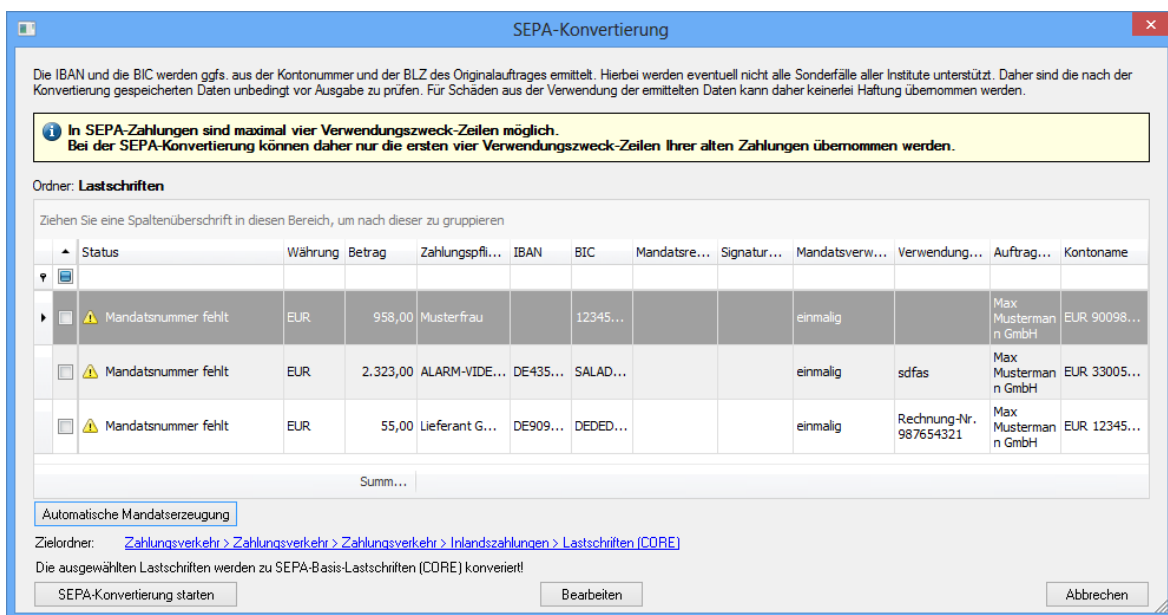 SEPA-Konvertierung
Die IBAN und die BIC werden ggfs. aus der Kontonummer und der BLZ des Originalauftrages ermittelt. Hierbei werden eventuell nicht alle Sonderfälle aller Institute unterstützt. Daher sind die nach der
Konvertierung gespeicherten Daten unbedingt vor Ausgabe zu prüfen. Für Schäden aus der Verwendung der ermittelten Daten kann daher keinerlei Haftung übernommen werden.
In SEPA-Zahlungen sind maximal vier Verwendungszweck-Zeilen möglich.
Bei der SEPA-Konvertierung können daher nur die ersten vier Verwendungszweck-Zeilen Ihrer alten Zahlungen übernommen werden.
Ordner: Lastschriften
Ziehen Sie eine Spaltenüberschrift in diesen Bereich, um nach dieser zu gruppieren
Status Währung Betrag Zahlungspfli... IBAN BIC Mandatsre... Signatur... Mandatsverw... Verwendung... Auftrag... Kontoname
Mandatsnummer fehlt EUR 958,00 Musterfrau 12345... einmalig Max Musterman n GmbH EUR 90098...
Mandatsnummer fehlt EUR 2.323,00 ALARM-VIDE... DE435... SALAD... einmalig sdfas Max Musterman n GmbH EUR 33005...
Mandatsnummer fehlt EUR 55,00 Lieferant G... DE909... DEDED... einmalig Rechnung-Nr. 987654321 Max Musterman n GmbH EUR 12345...
Summ...
Automatische Mandatserzeugung
Zielordner: Zahlungsverkehr > Zahlungsverkehr > Zahlungsverkehr > Inlandszahlungen > Lastschriften (CORE)
Die ausgewählten Lastschriften werden zu SEPA-Basis-Lastschriften (CORE) konveriert!
SEPA-Konvertierung starten Bearbeiten Abbrechen